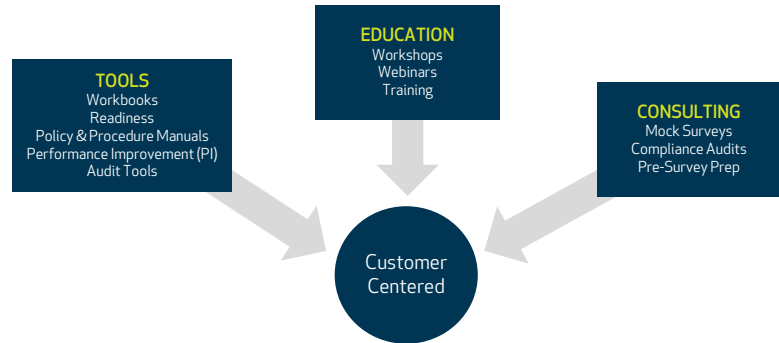 TOOLS
Workbooks
Readiness
Policy & Procedure Manuals
Performance Improvement (PI)
Audit Tools
EDUCATION
Workshops
Webinars
Training
CONSULTING
Mock Surveys
Compliance Audits
Pre-Survey Prep
Customer
Centered